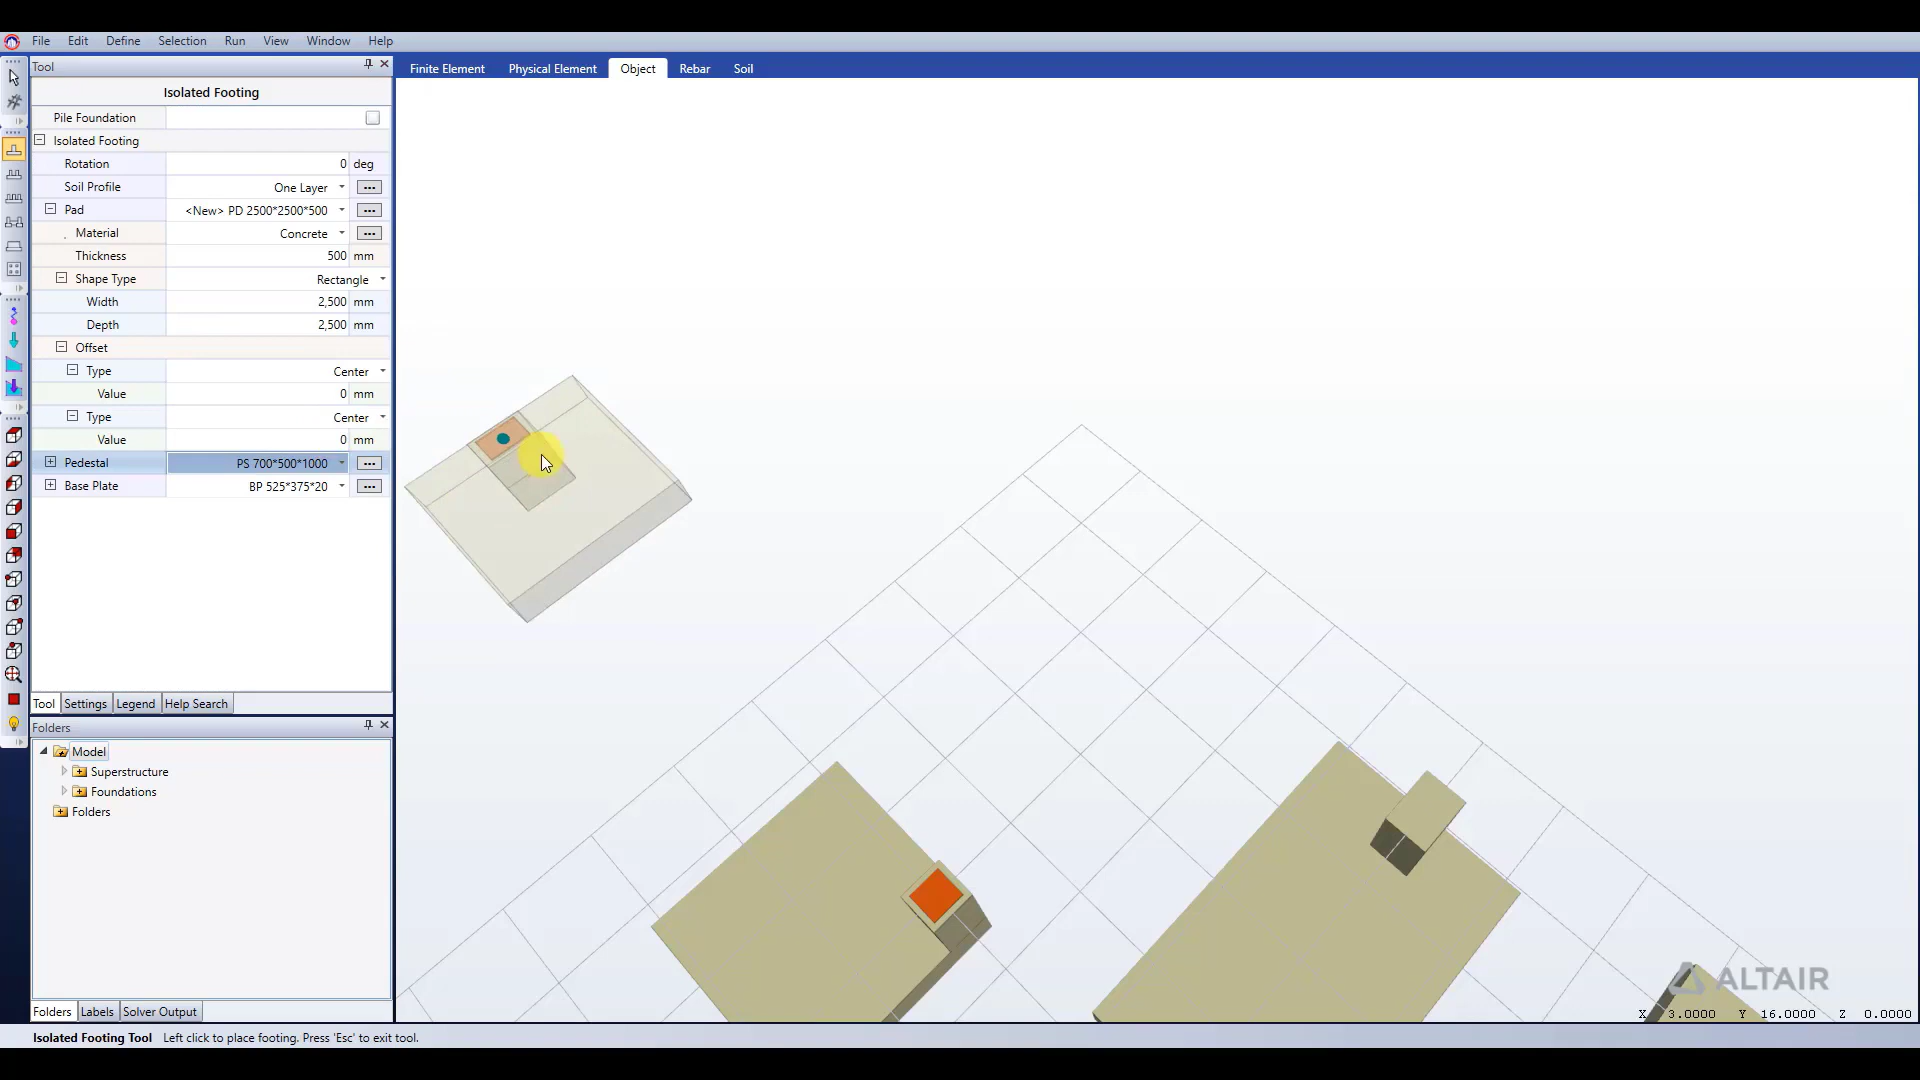 File Edit Define Selection Run View Window Help
Tool
Finite Element Physical Element Object Rebar Soil
Isolated Footing
Pile Foundation
Isolated Footing
Rotation 0 deg
Soil Profile One Layer ...
Pad <New> PD 2500*2500*500 ...
Material Concrete ...
Thickness 500 mm
Shape Type Rectangle
Width 2,500 mm
Depth 2,500 mm
Offset
Type Center
Value 0 mm
Type Center
Value 0 mm
Pedestal PS 700*500*1000 ...
Base Plate BP 525*375*20 ...
Tool Settings Legend Help Search
Folders
Model
Superstructure
Foundations
Folders
Folders Labels Solver Output
ALTAIR
X 3.0000 Y 16.0000 Z 0.0000
Isolated Footing Tool Left click to place footing. Press 'Esc' to exit tool.